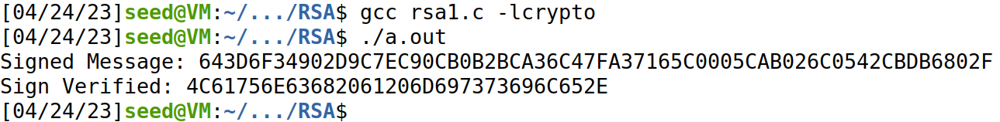 [04/24/23]seed@VM:~/.../RSA$ gcc rsa1.c -lcrypto
[04/24/23]seed@VM:~/.../RSA$ ./a.out
Signed Message: 643D6F34902D9C7EC90CB0B2BCA36C47FA37165C0005CAB026C0542CBDB6802F
Sign Verified: 4C61756E63682061206D697373696C652E
[04/24/23]seed@VM:~/.../RSA$